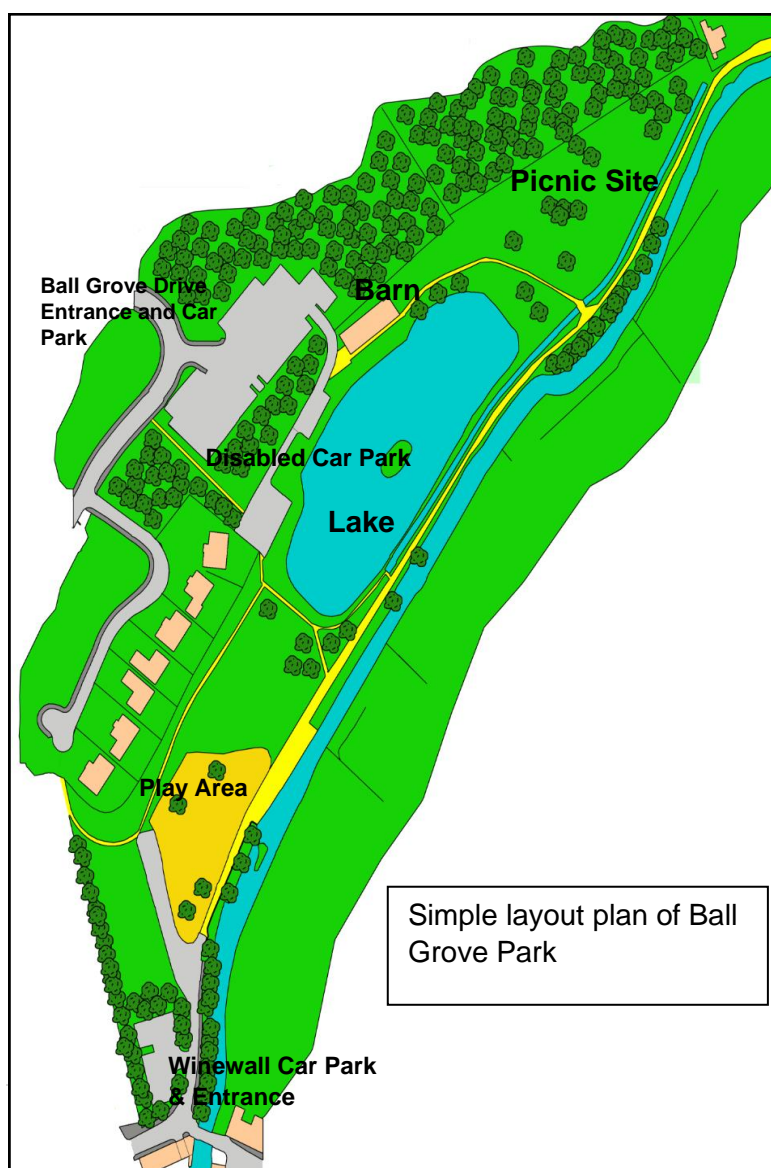 Picnic Site
Ball Grove Drive
Entrance and Car
Park
Barn
Disabled Car Park
Lake
Play Area
Simple layout plan of Ball
Grove Park
Winewall Car Park
& Entrance